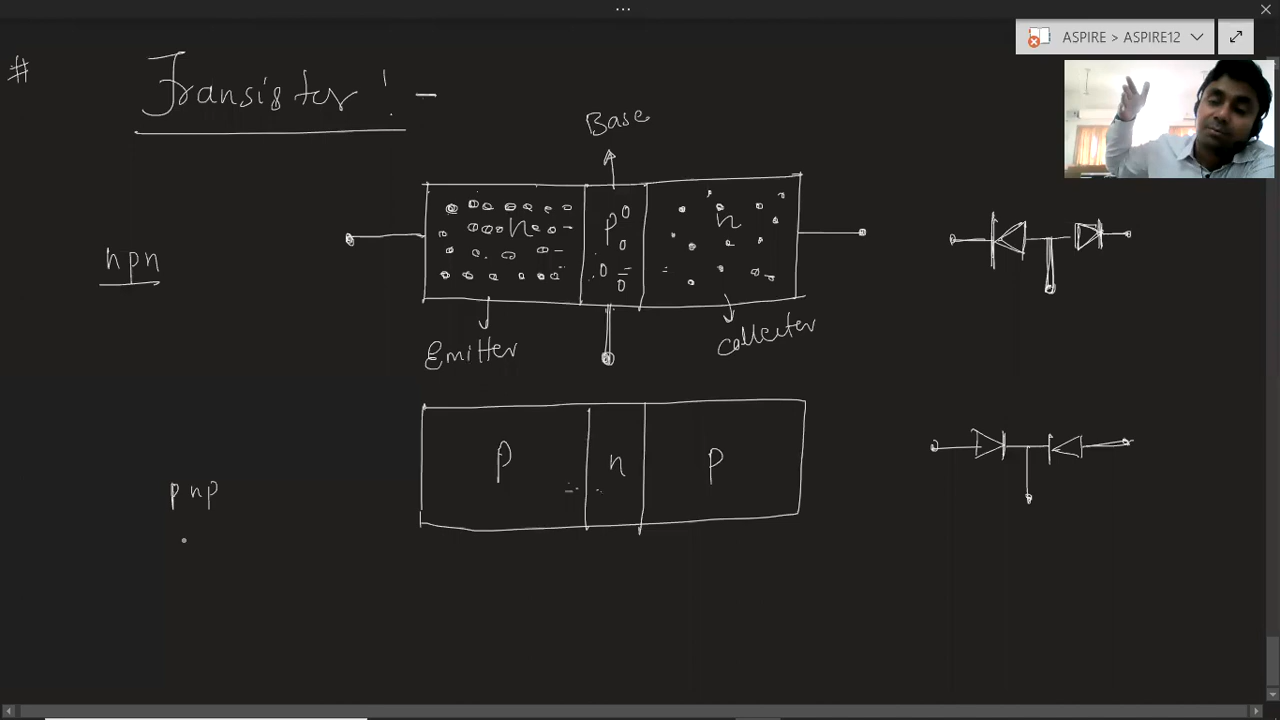 ASPIRE > ASPIRE12
# Transistor :-
Base
npn
n p n
Emitter
Collector
p n p
pnp